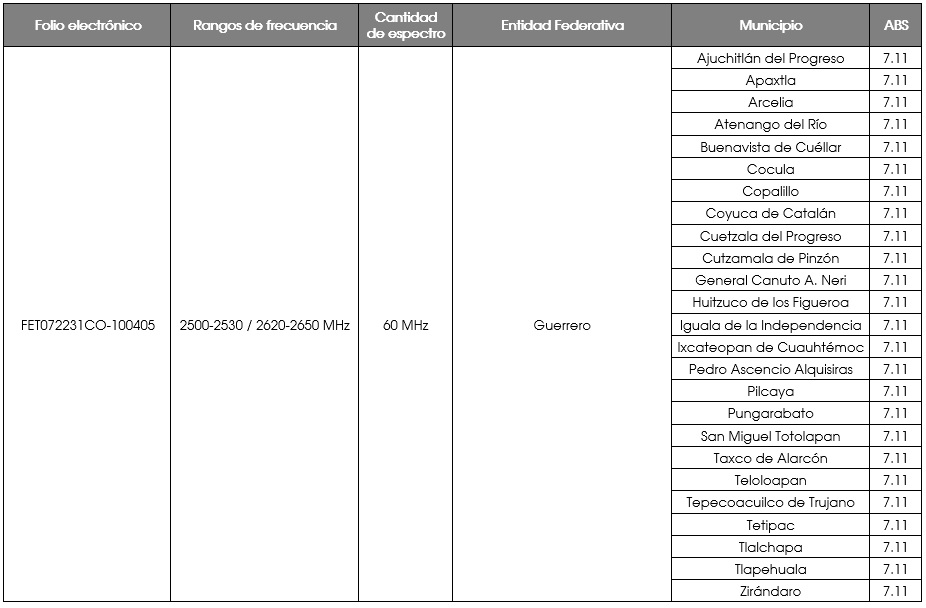 Folio electrónico Rangos de frecuencia Cantidad de espectro Entidad Federativa Municipio ABS
Ajuchitlán del Progreso 7.11
Apaxtla 7.11
Arcelia 7.11
Atenango del Río 7.11
Buenavista de Cuéllar 7.11
Cocula 7.11
Copalillo 7.11
Coyuca de Catalán 7.11
Cuetzala del Progreso 7.11
Cutzamala de Pinzón 7.11
General Canuto A. Neri 7.11
Huitzuco de los Figueroa 7.11
FET072231CO-100405 2500-2530 / 2620-2650 MHz 60 MHz Guerrero Iguala de la Independencia 7.11
Ixcateopan de Cuauhtémoc 7.11
Pedro Ascencio Alquisiras 7.11
Pilcaya 7.11
Pungarabato 7.11
San Miguel Totolapan 7.11
Taxco de Alarcón 7.11
Teloloapan 7.11
Tepecoacuilco de Trujano 7.11
Tetipac 7.11
Tlalchapa 7.11
Tlapehuala 7.11
Zirándaro 7.11